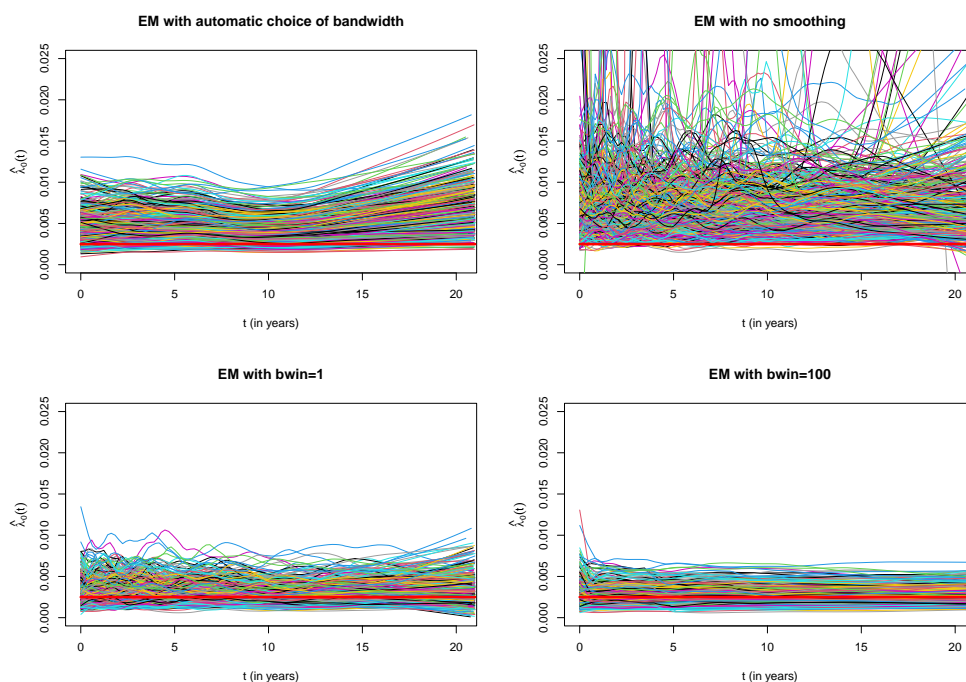 EM with automatic choice of bandwidth
0.025
0.020
0.015
0.010
0.005
0.000
λ̂₀(t)
0 5 10 15 20
t (in years)
EM with no smoothing
0.025
0.020
0.015
0.010
0.005
0.000
λ̂₀(t)
0 5 10 15 20
t (in years)
EM with bwin=1
0.025
0.020
0.015
0.010
0.005
0.000
λ̂₀(t)
0 5 10 15 20
t (in years)
EM with bwin=100
0.025
0.020
0.015
0.010
0.005
0.000
λ̂₀(t)
0 5 10 15 20
t (in years)